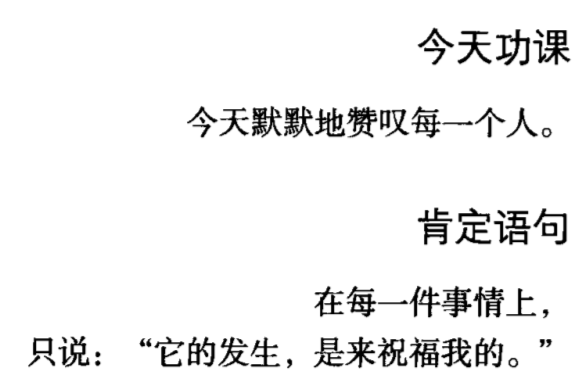 今天功课
今天默默地赞叹每一个人。
肯定语句
在每一件事情上，
只说：“它的发生，是来祝福我的。”